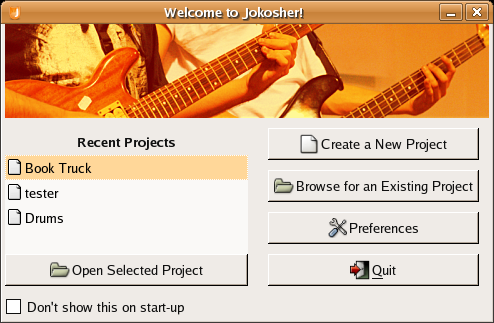 Welcome to Jokosher!
Recent Projects
Book Truck
tester
Drums
Open Selected Project
Create a New Project
Browse for an Existing Project
Preferences
Quit
Don't show this on start-up